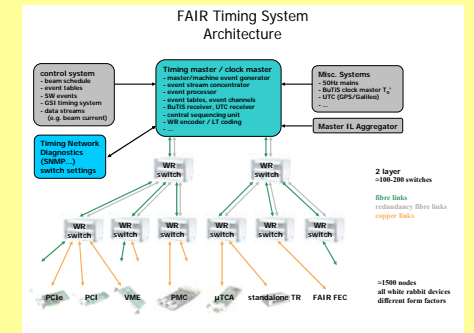 FAIR Timing System
Architecture
control system
- beam schedule
- event tables
- SW events
- GSI timing system
- data streams
(e.g. beam current)
Timing master / clock master
- master/machine event generator
- event stream concentrator
- event processor
- event tables, event channels
- BuTIS receiver, UTC receiver
- central sequencing unit
- WR encoder / LT coding
- ...
Misc. Systems
- 50Hz mains
- BuTIS clock master T₀'
- UTC (GPS/Galileo)
- ...
Master IL Aggregator
Timing Network
Diagnostics
(SNMP...)
switch settings
WR
switch
WR
switch
2 layer
≈100-200 switches
fibre links
redundancy fibre links
copper links
WR
switch
WR
switch
WR
switch
WR
switch
WR
switch
WR
switch
≈1500 nodes
all white rabbit devices
different form factors
PCIe
PCI
VME
PMC
µTCA
standalone TR
FAIR FEC